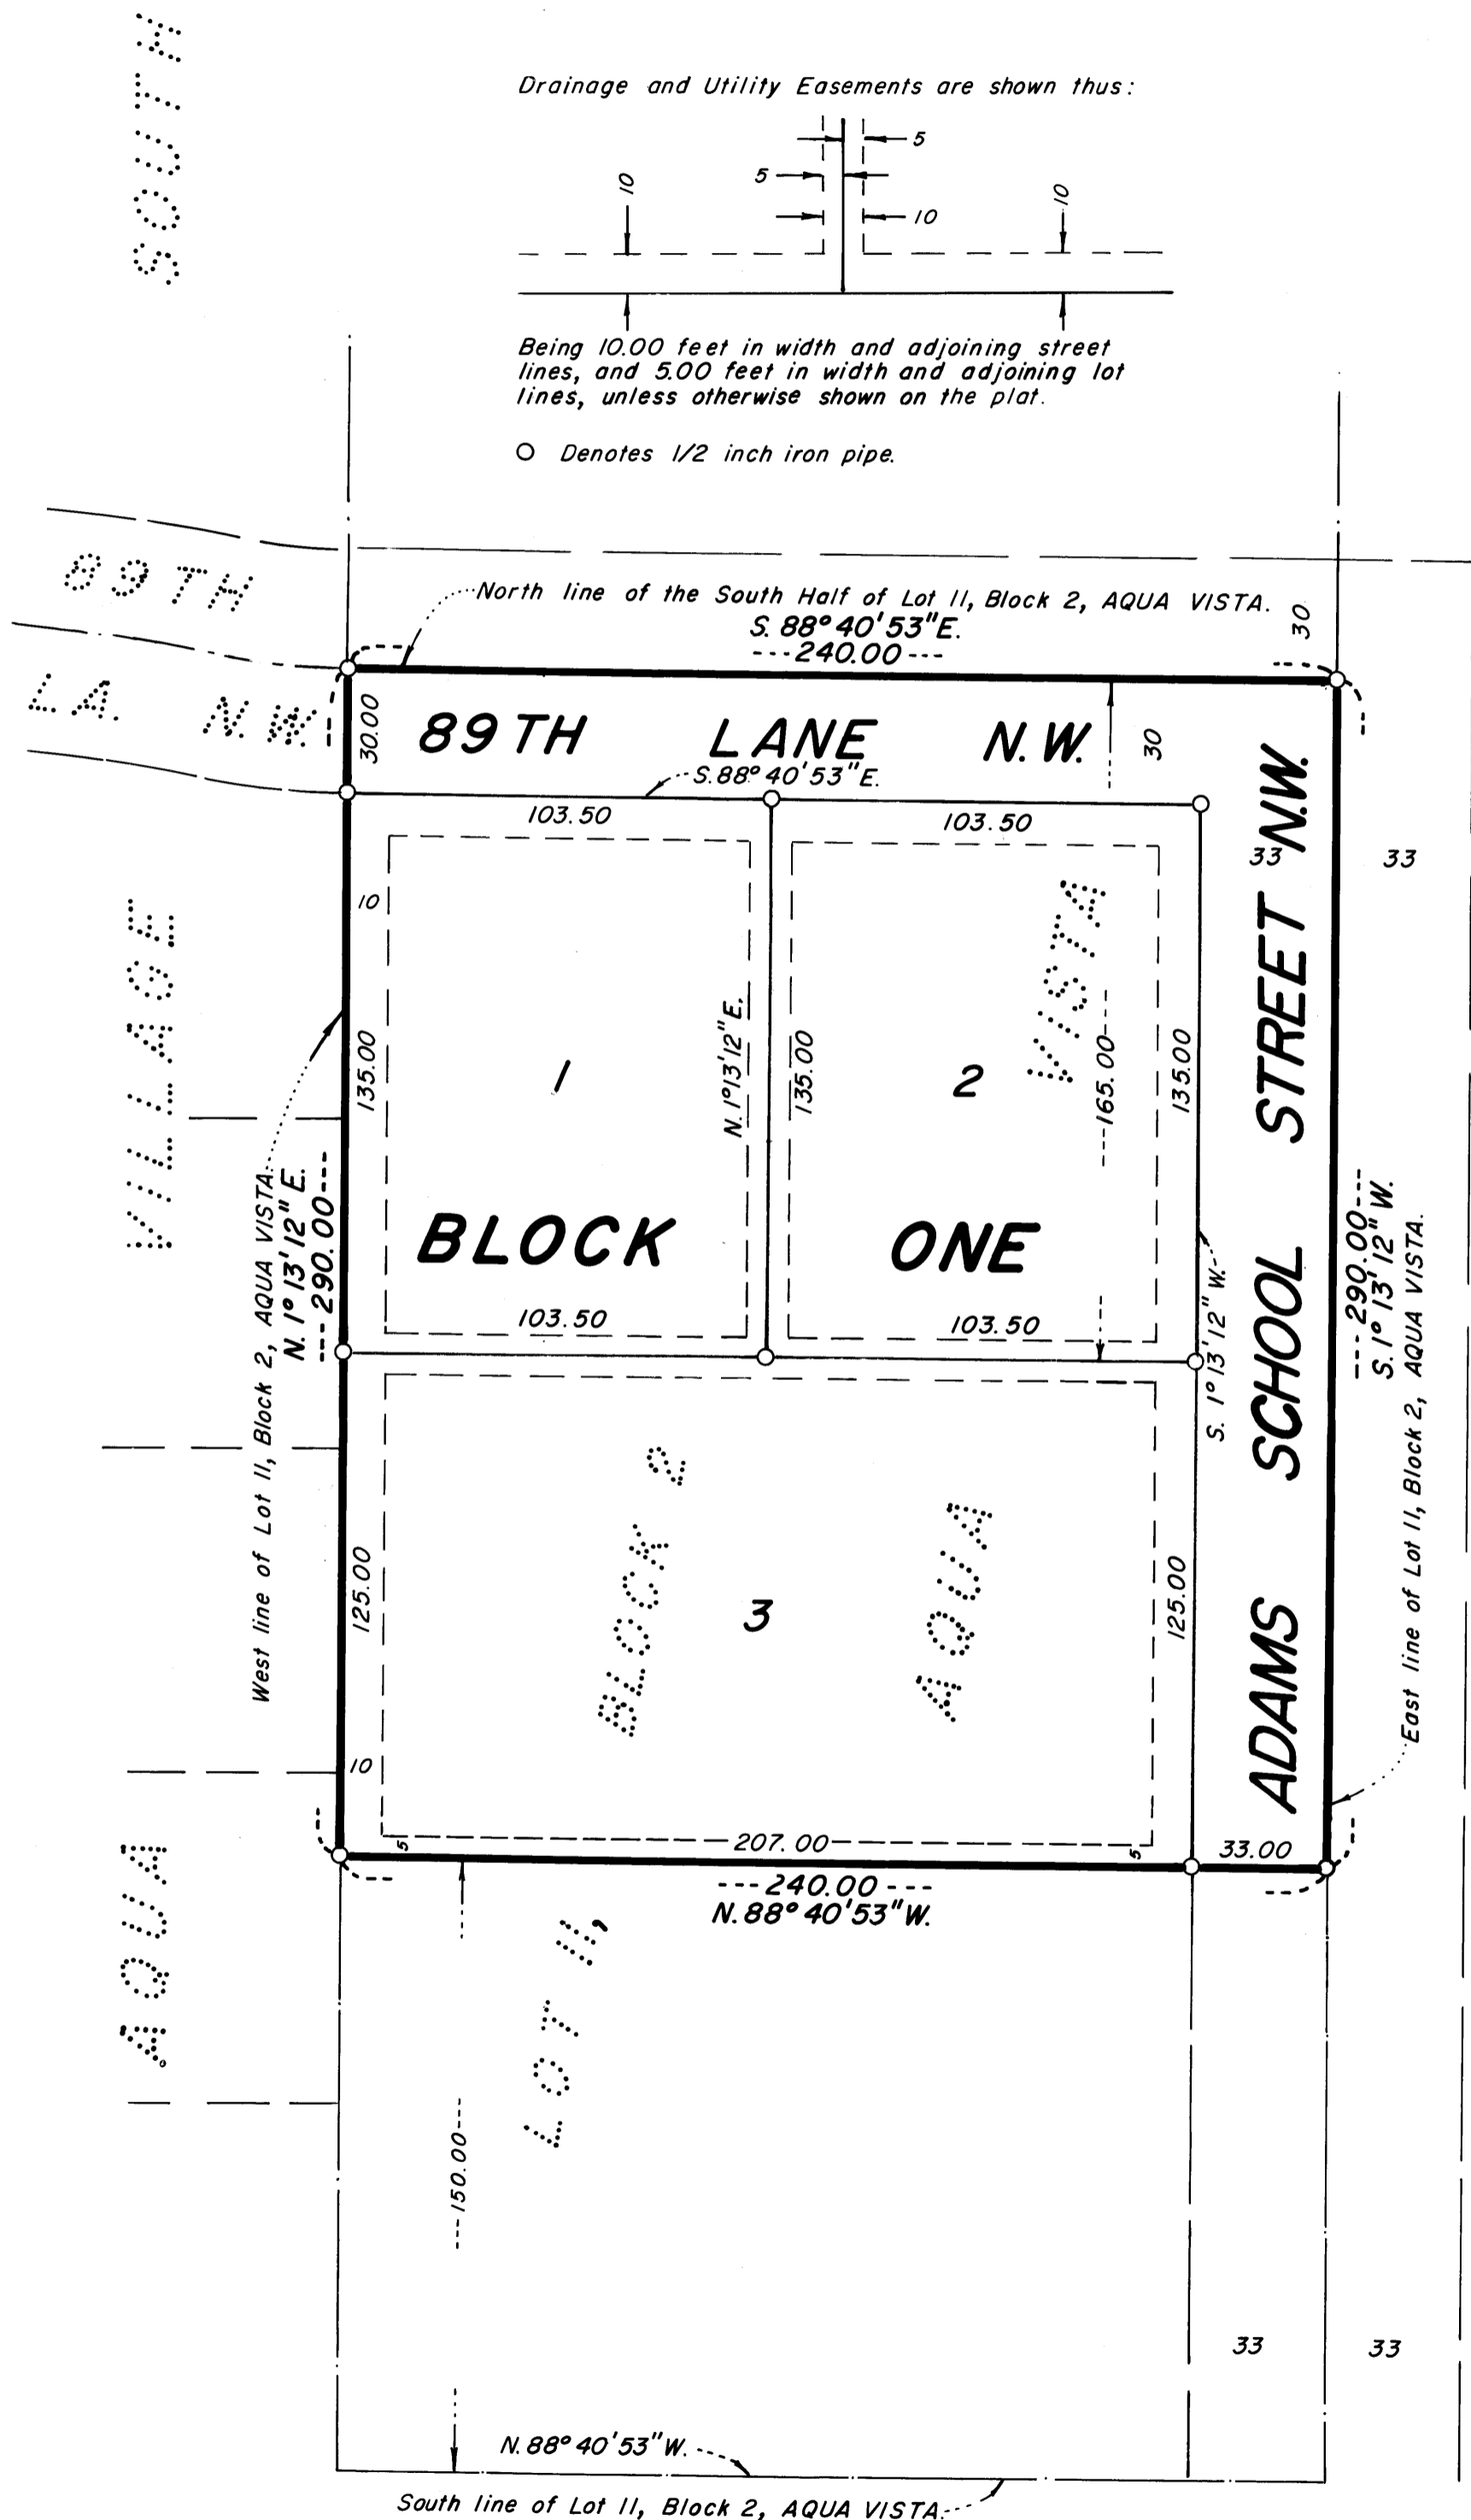 SOUTH
Drainage and Utility Easements are shown thus:
5
5
10
10
10
Being 10.00 feet in width and adjoining street
lines, and 5.00 feet in width and adjoining lot
lines, unless otherwise shown on the plat.
O Denotes 1/2 inch iron pipe.
89TH
LA. N.W.
North line of the South Half of Lot 11, Block 2, AQUA VISTA.
S. 88° 40' 53" E.
---240.00---
30
30.00
89TH LANE N.W.
30
S. 88° 40' 53" E.
103.50
103.50
33
33
10
VILLAGE
VISTA
N. 1° 13' 12" E.
135.00
135.00
135.00
1
2
---165.00---
BLOCK ONE
103.50
103.50
West line of Lot 11, Block 2, AQUA VISTA.
N. 1° 13' 12" E.
---290.00---
S. 1° 13' 12" W.
ADAMS SCHOOL STREET N.W.
---290.00---
S. 1° 13' 12" W.
East line of Lot 11, Block 2, AQUA VISTA.
BLOCK 2
AQUA
125.00
3
125.00
10
5
207.00
5
33.00
---240.00---
N. 88° 40' 53" W.
AQUA
LOT 11,
---150.00---
33
33
N. 88° 40' 53" W.
South line of Lot 11, Block 2, AQUA VISTA.